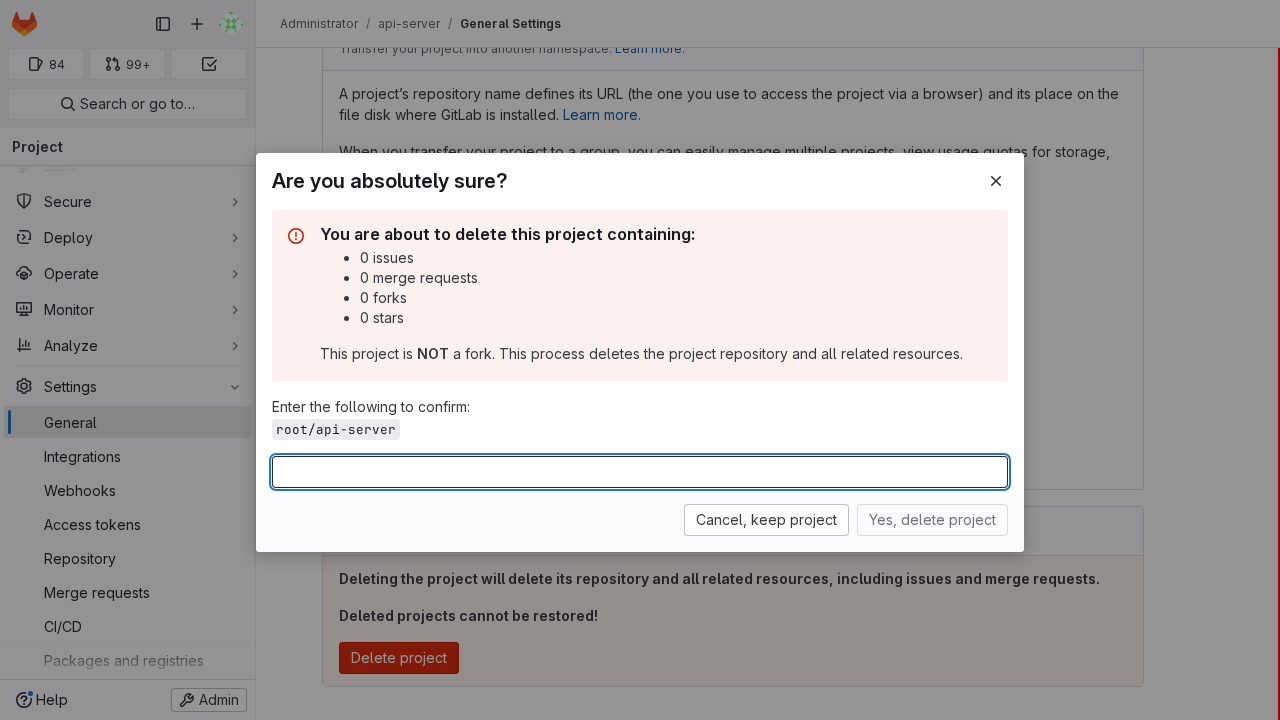 Administrator / api-server / General Settings
84
99+
Search or go to…
Project
Build
Secure
Deploy
Operate
Monitor
Analyze
Settings
General
Integrations
Webhooks
Access tokens
Repository
Merge requests
CI/CD
Packages and registries
Help
Admin
Transfer your project into another namespace. Learn more.
A project’s repository name defines its URL (the one you use to access the project via a browser) and its place on the
file disk where GitLab is installed. Learn more.
When you transfer your project to a group, you can easily manage multiple projects, view usage quotas for storage,
Are you absolutely sure?
You are about to delete this project containing:
• 0 issues
• 0 merge requests
• 0 forks
• 0 stars
This project is NOT a fork. This process deletes the project repository and all related resources.
Enter the following to confirm:
root/api-server
Cancel, keep project
Yes, delete project
Deleting the project will delete its repository and all related resources, including issues and merge requests.
Deleted projects cannot be restored!
Delete project